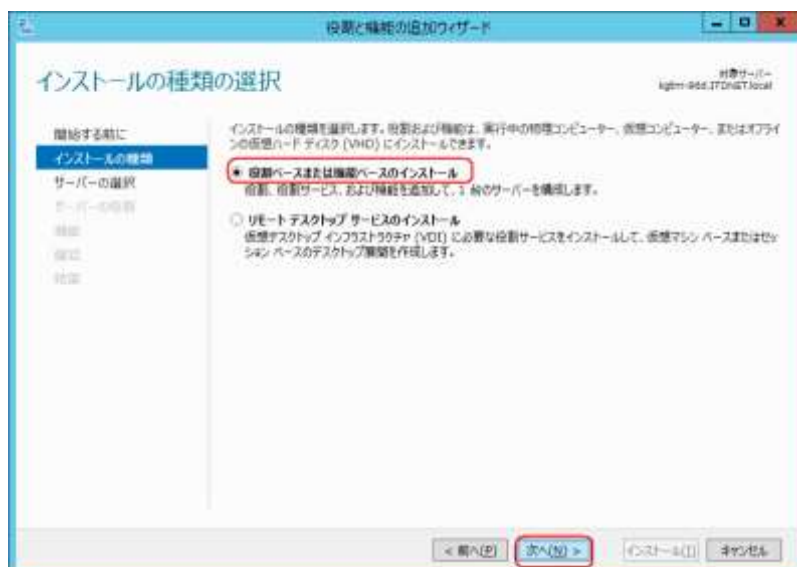 役割と機能の追加ウィザード
インストールの種類の選択
対象サーバー
開始する前に
インストールの種類
サーバーの選択
サーバーの役割
機能
確認
結果
インストールの種類を選択します。役割および機能は、実行中の物理コンピューター、仮想コンピューター、またはオフライ
ンの仮想ハード ディスク (VHD) にインストールできます。
役割ベースまたは機能ベースのインストール
役割、役割サービス、および機能を追加して、1 台のサーバーを構成します。
リモート デスクトップ サービスのインストール
仮想デスクトップ インフラストラクチャ (VDI) に必要な役割サービスをインストールして、仮想マシン ベースまたはセッ
ション ベースのデスクトップ展開を作成します。
< 前へ(P)
次へ(N) >
インストール(I)
キャンセル